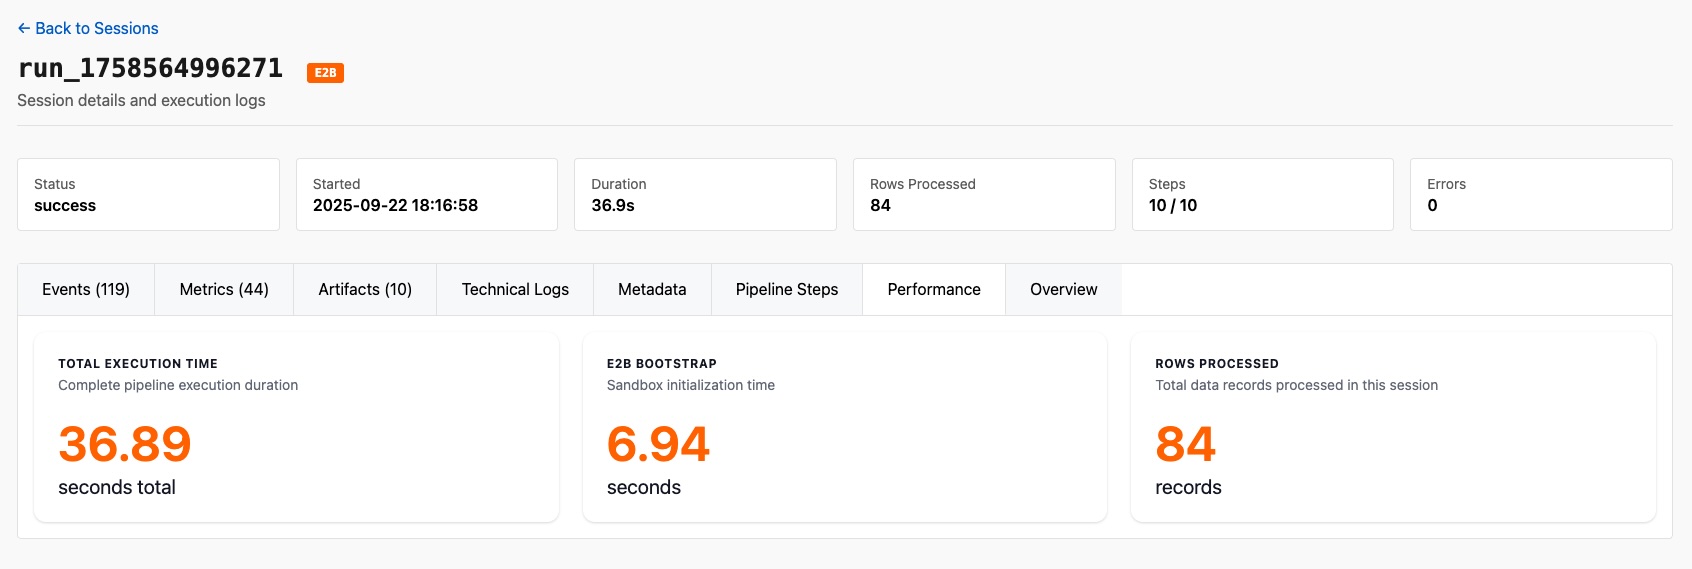 ← Back to Sessions
run_1758564996271 E2B
Session details and execution logs
Status
success
Started
2025-09-22 18:16:58
Duration
36.9s
Rows Processed
84
Steps
10 / 10
Errors
0
Events (119) Metrics (44) Artifacts (10) Technical Logs Metadata Pipeline Steps Performance Overview
TOTAL EXECUTION TIME
Complete pipeline execution duration
36.89
seconds total
E2B BOOTSTRAP
Sandbox initialization time
6.94
seconds
ROWS PROCESSED
Total data records processed in this session
84
records